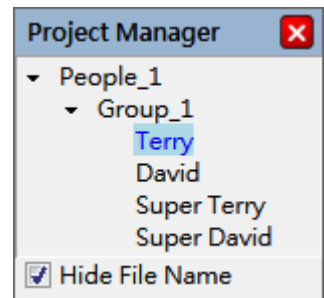 Project Manager
People_1
Group_1
Terry
David
Super Terry
Super David
Hide File Name